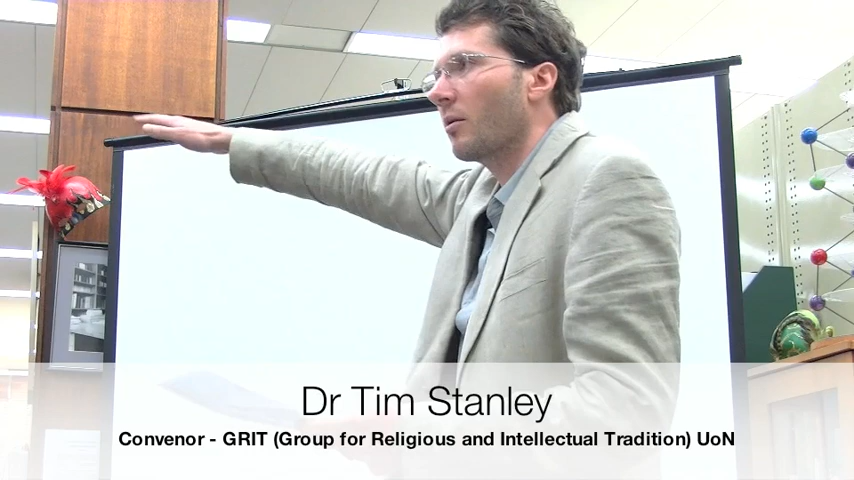 Dr Tim Stanley
Convenor - GRIT (Group for Religious and Intellectual Tradition) UoN